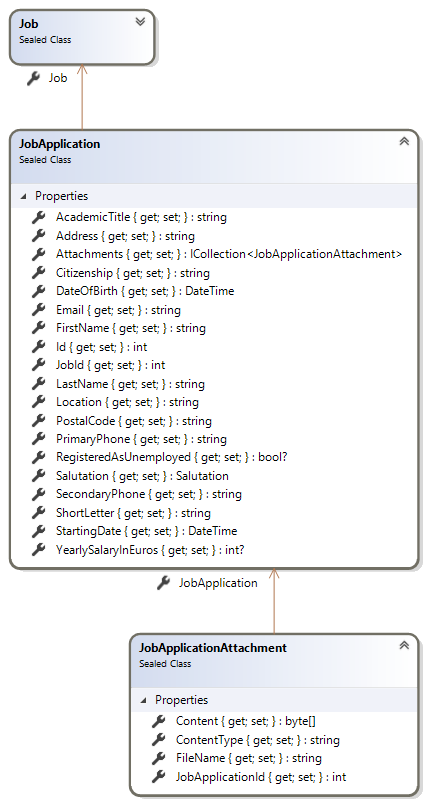 Job
Sealed Class
Job
JobApplication
Sealed Class
Properties
AcademicTitle { get; set; } : string
Address { get; set; } : string
Attachments { get; set; } : ICollection<JobApplicationAttachment>
Citizenship { get; set; } : string
DateOfBirth { get; set; } : DateTime
Email { get; set; } : string
FirstName { get; set; } : string
Id { get; set; } : int
JobId { get; set; } : int
LastName { get; set; } : string
Location { get; set; } : string
PostalCode { get; set; } : string
PrimaryPhone { get; set; } : string
RegisteredAsUnemployed { get; set; } : bool?
Salutation { get; set; } : Salutation
SecondaryPhone { get; set; } : string
ShortLetter { get; set; } : string
StartingDate { get; set; } : DateTime
YearlySalaryInEuros { get; set; } : int?
JobApplication
JobApplicationAttachment
Sealed Class
Properties
Content { get; set; } : byte[]
ContentType { get; set; } : string
FileName { get; set; } : string
JobApplicationId { get; set; } : int